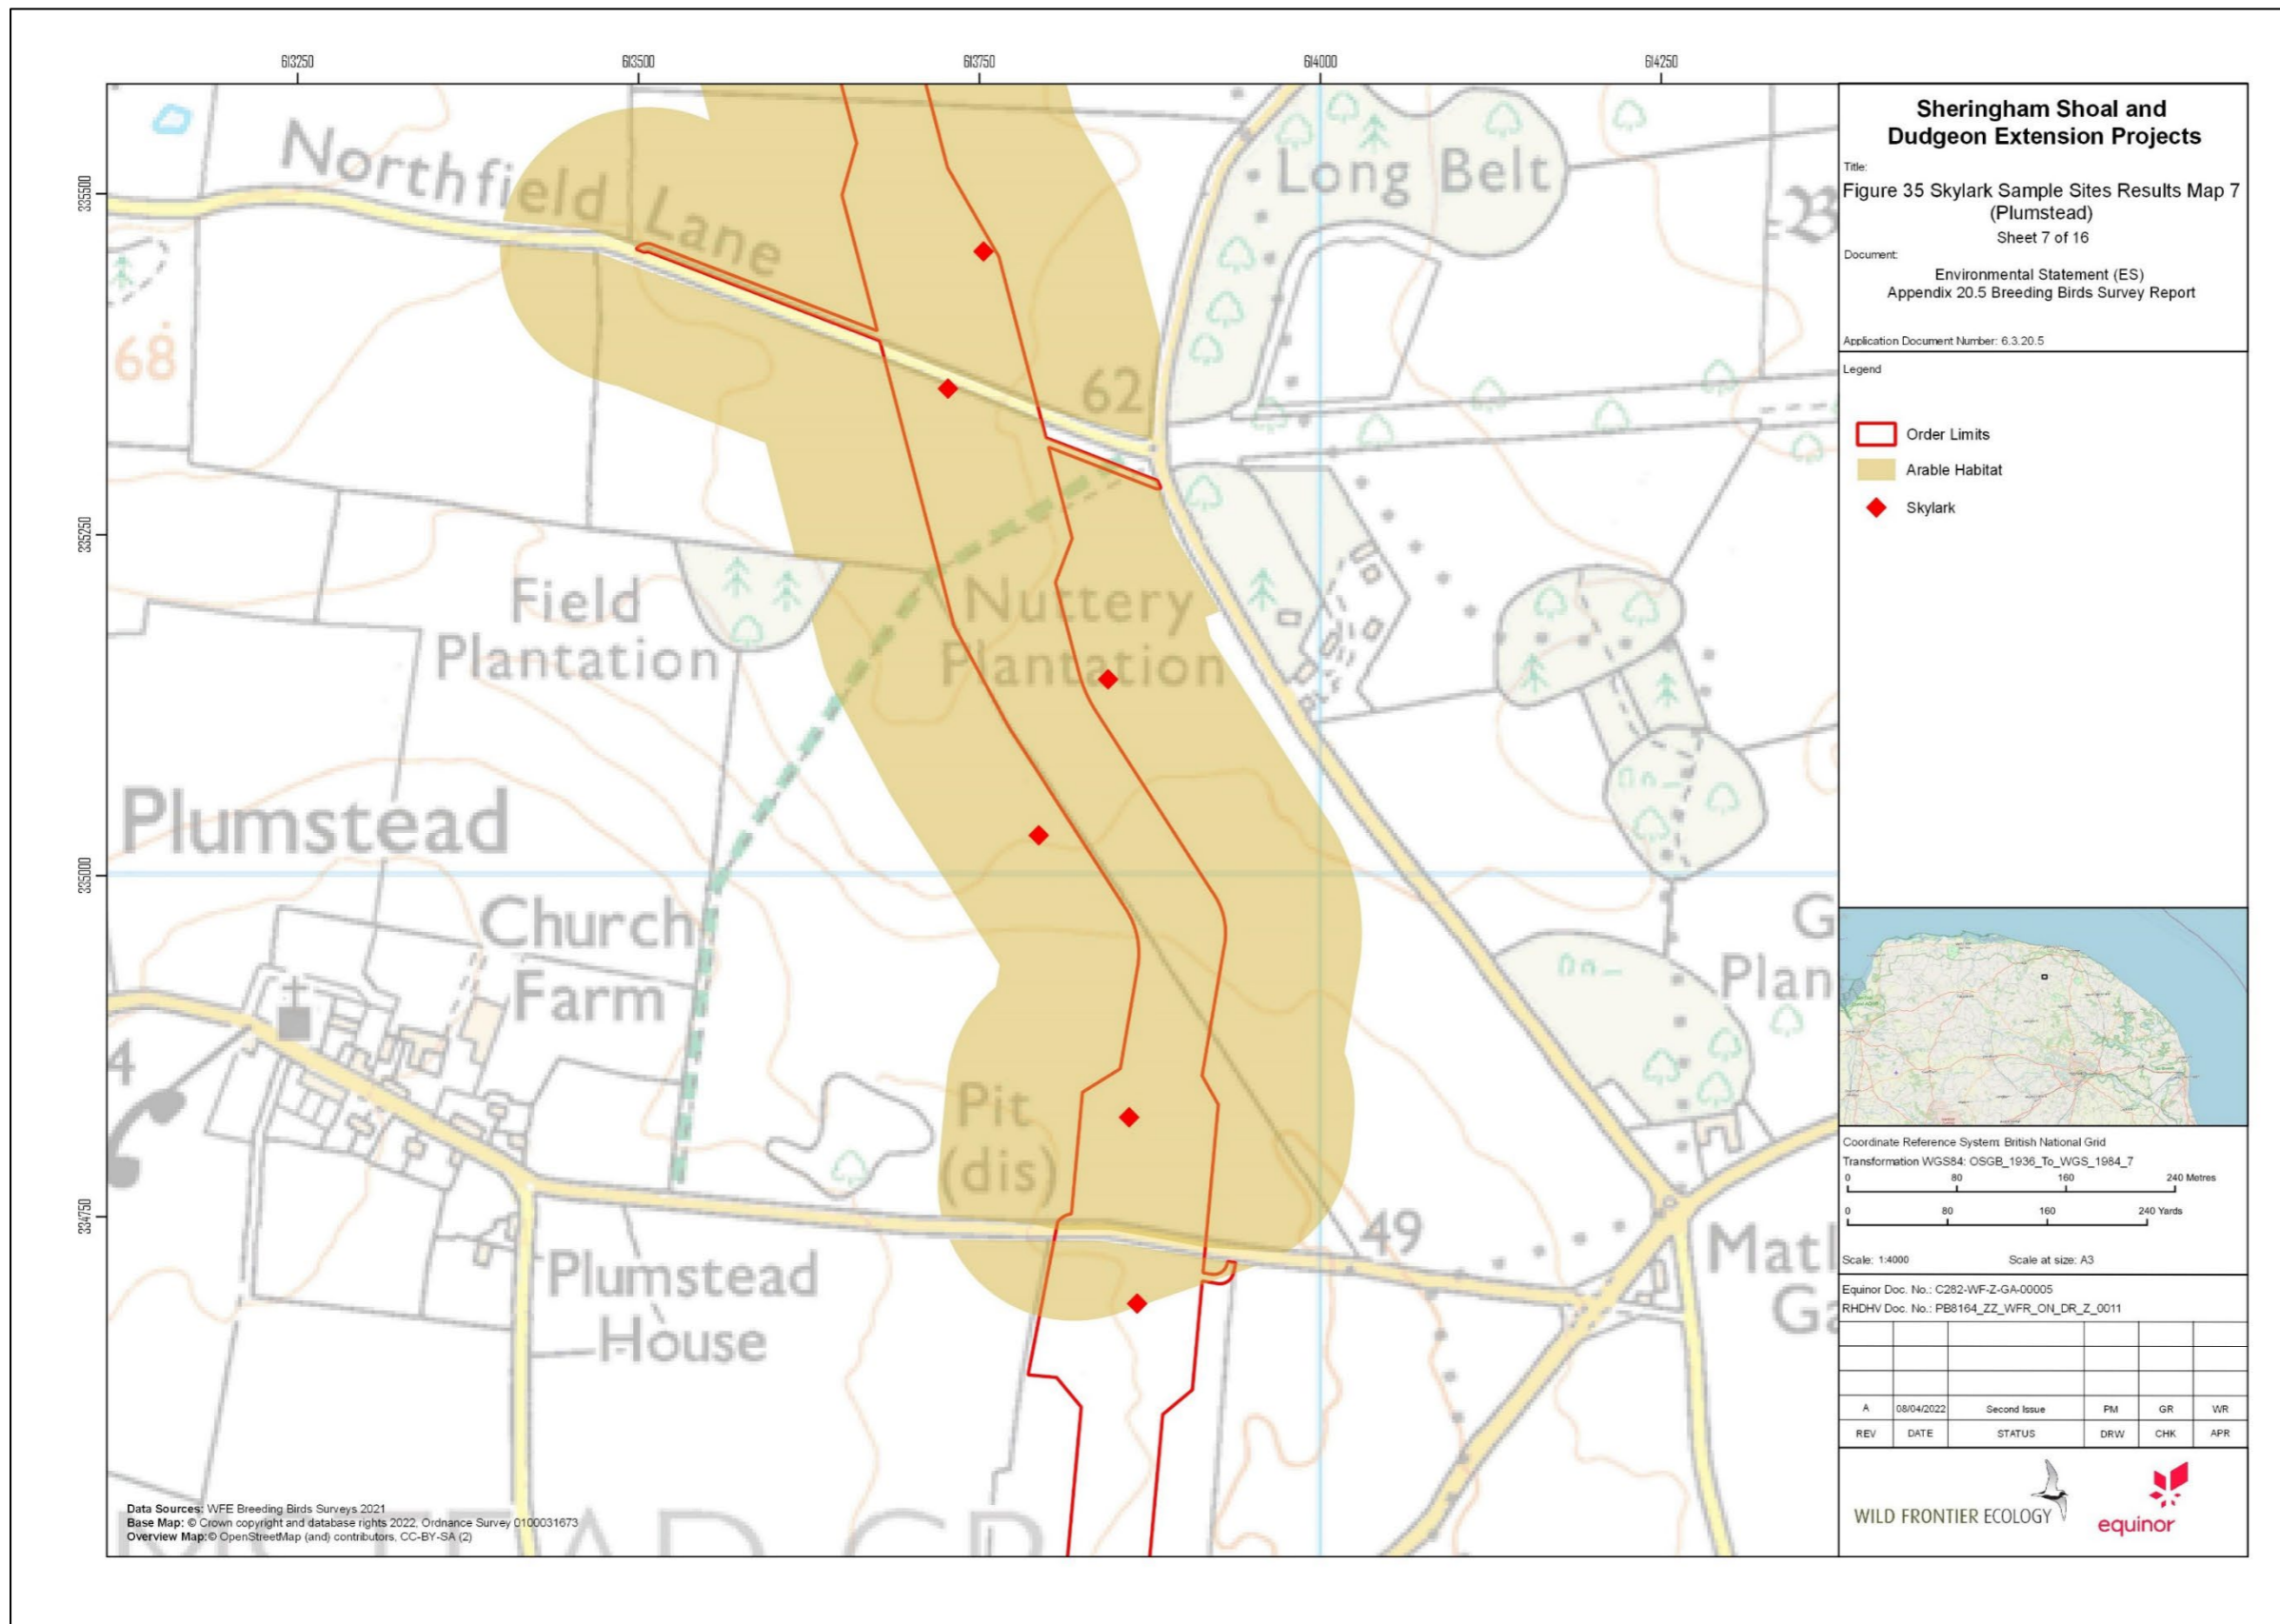 613250
613500
613750
614000
614250
335500
335250
335000
334750
Northfield Lane
Long Belt
68
62
Field
Plantation
Nuttery
Plantation
Plumstead
Church
Farm
4
Pit
(dis)
49
Plumstead
House
G
Plan
Matl
Ga
Data Sources: WFE Breeding Birds Surveys 2021
Base Map: © Crown copyright and database rights 2022, Ordnance Survey 0100031673
Overview Map:© OpenStreetMap (and) contributors, CC-BY-SA (2)
Sheringham Shoal and
Dudgeon Extension Projects
Title:
Figure 35 Skylark Sample Sites Results Map 7
(Plumstead)
Sheet 7 of 16
Document:
Environmental Statement (ES)
Appendix 20.5 Breeding Birds Survey Report
Application Document Number: 6.3.20.5
Legend
Order Limits
Arable Habitat
Skylark
Coordinate Reference System: British National Grid
Transformation WGS84: OSGB_1936_To_WGS_1984_7
0 80 160 240 Metres
0 80 160 240 Yards
Scale: 1:4000 Scale at size: A3
Equinor Doc. No.: C282-WF-Z-GA-00005
RHDHV Doc. No.: PB8164_ZZ_WFR_ON_DR_Z_0011
A 08/04/2022 Second Issue PM GR WR
REV DATE STATUS DRW CHK APR
WILD FRONTIER ECOLOGY
equinor